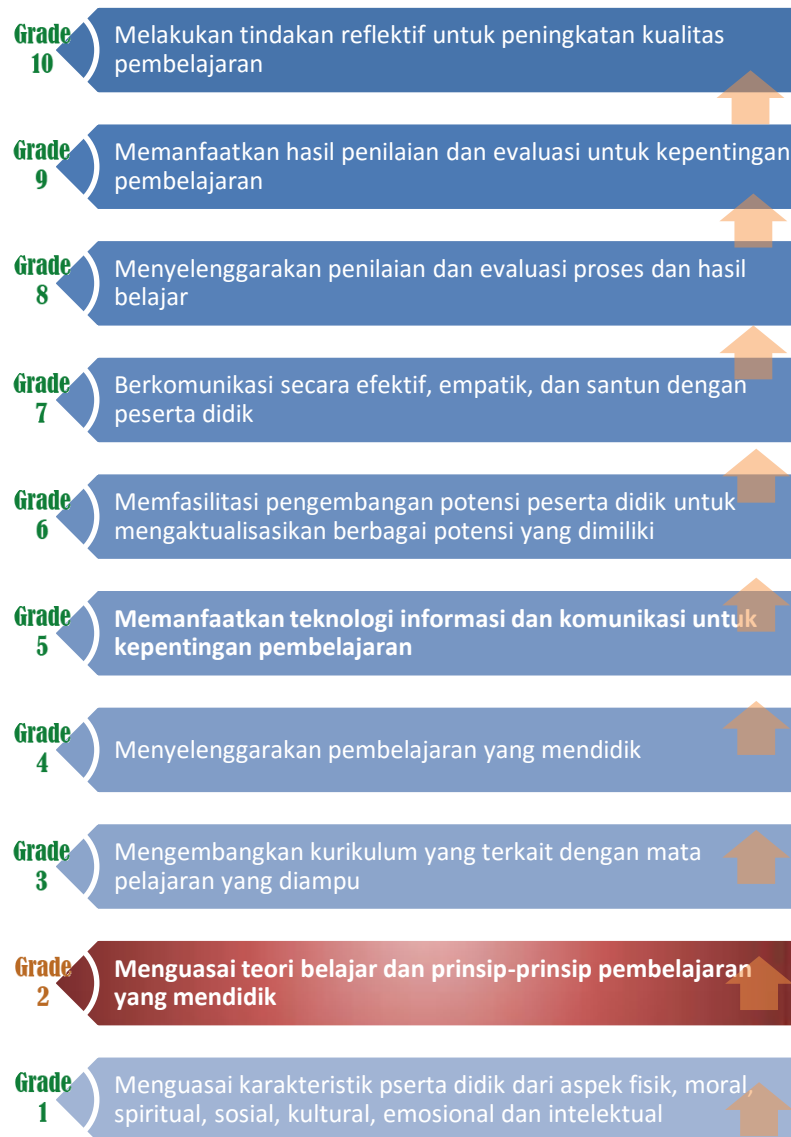 Grade
10
Melakukan tindakan reflektif untuk peningkatan kualitas
pembelajaran
Grade
9
Memanfaatkan hasil penilaian dan evaluasi untuk kepentingan
pembelajaran
Grade
8
Menyelenggarakan penilaian dan evaluasi proses dan hasil
belajar
Grade
7
Berkomunikasi secara efektif, empatik, dan santun dengan
peserta didik
Grade
6
Memfasilitasi pengembangan potensi peserta didik untuk
mengaktualisasikan berbagai potensi yang dimiliki
Grade
5
Memanfaatkan teknologi informasi dan komunikasi untuk
kepentingan pembelajaran
Grade
4
Menyelenggarakan pembelajaran yang mendidik
Grade
3
Mengembangkan kurikulum yang terkait dengan mata
pelajaran yang diampu
Grade
2
Menguasai teori belajar dan prinsip-prinsip pembelajaran
yang mendidik
Grade
1
Menguasai karakteristik pserta didik dari aspek fisik, moral,
spiritual, sosial, kultural, emosional dan intelektual